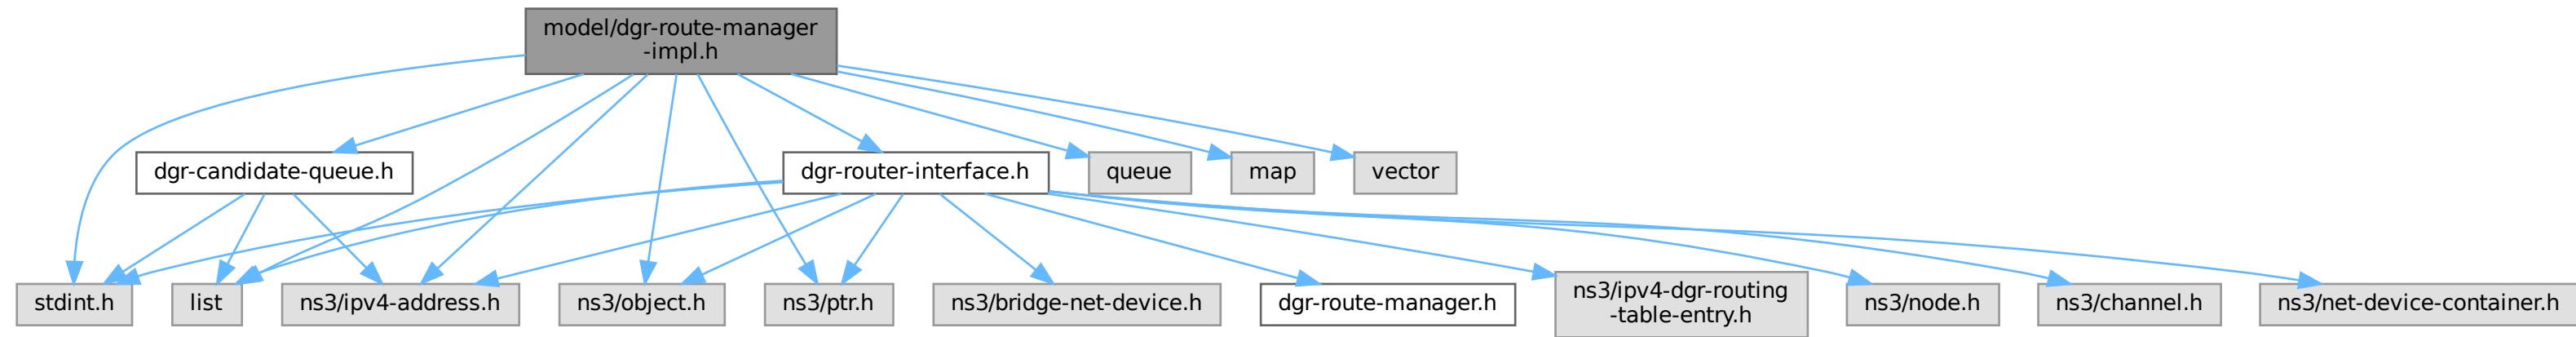 model/dgr-route-manager
-impl.h
dgr-candidate-queue.h
dgr-router-interface.h
queue
map
vector
stdint.h
list
ns3/ipv4-address.h
ns3/object.h
ns3/ptr.h
ns3/bridge-net-device.h
dgr-route-manager.h
ns3/ipv4-dgr-routing
-table-entry.h
ns3/node.h
ns3/channel.h
ns3/net-device-container.h